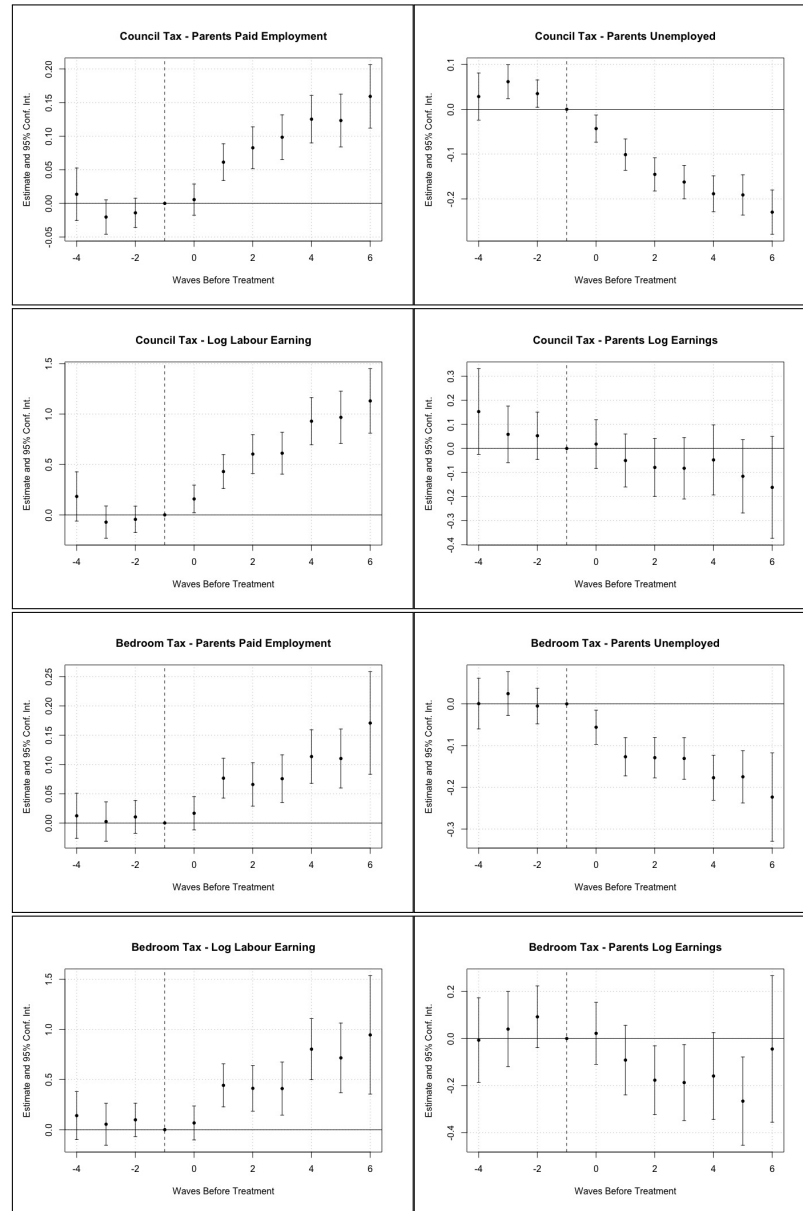 Council Tax - Parents Paid Employment
Estimate and 95% Conf. Int.
0.20
0.15
0.10
0.05
0.00
-0.05
-4 -2 0 2 4 6
Waves Before Treatment
Council Tax - Parents Unemployed
Estimate and 95% Conf. Int.
0.1
0.0
-0.1
-0.2
-4 -2 0 2 4 6
Waves Before Treatment
Council Tax - Log Labour Earning
Estimate and 95% Conf. Int.
1.5
1.0
0.5
0.0
-4 -2 0 2 4 6
Waves Before Treatment
Council Tax - Parents Log Earnings
Estimate and 95% Conf. Int.
0.3
0.2
0.1
0.0
-0.1
-0.2
-0.3
-0.4
-4 -2 0 2 4 6
Waves Before Treatment
Bedroom Tax - Parents Paid Employment
Estimate and 95% Conf. Int.
0.25
0.20
0.15
0.10
0.05
0.00
-4 -2 0 2 4 6
Waves Before Treatment
Bedroom Tax - Parents Unemployed
Estimate and 95% Conf. Int.
0.0
-0.1
-0.2
-0.3
-4 -2 0 2 4 6
Waves Before Treatment
Bedroom Tax - Log Labour Earning
Estimate and 95% Conf. Int.
1.5
1.0
0.5
0.0
-4 -2 0 2 4 6
Waves Before Treatment
Bedroom Tax - Parents Log Earnings
Estimate and 95% Conf. Int.
0.2
0.0
-0.2
-0.4
-4 -2 0 2 4 6
Waves Before Treatment